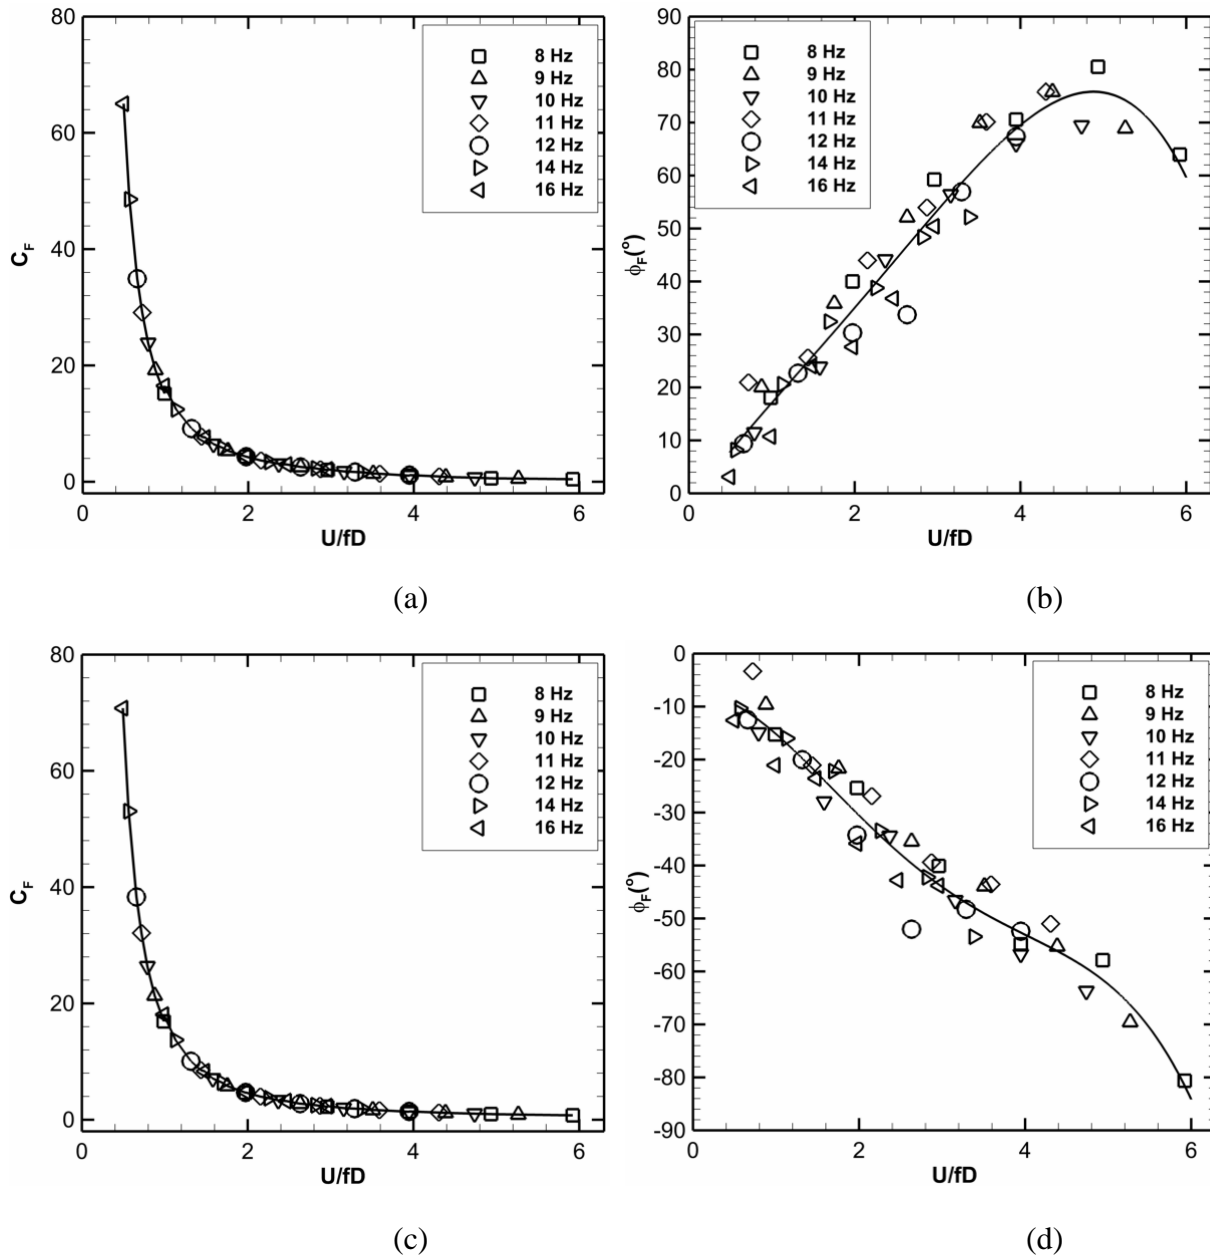 80
60
40
20
0
C_F
0 2 4 6
U/fD
8 Hz
9 Hz
10 Hz
11 Hz
12 Hz
14 Hz
16 Hz
(a)
90
80
70
60
50
40
30
20
10
0
ϕ_F(°)
0 2 4 6
U/fD
8 Hz
9 Hz
10 Hz
11 Hz
12 Hz
14 Hz
16 Hz
(b)
80
60
40
20
0
C_F
0 2 4 6
U/fD
8 Hz
9 Hz
10 Hz
11 Hz
12 Hz
14 Hz
16 Hz
(c)
0
-10
-20
-30
-40
-50
-60
-70
-80
-90
ϕ_F(°)
0 2 4 6
U/fD
8 Hz
9 Hz
10 Hz
11 Hz
12 Hz
14 Hz
16 Hz
(d)